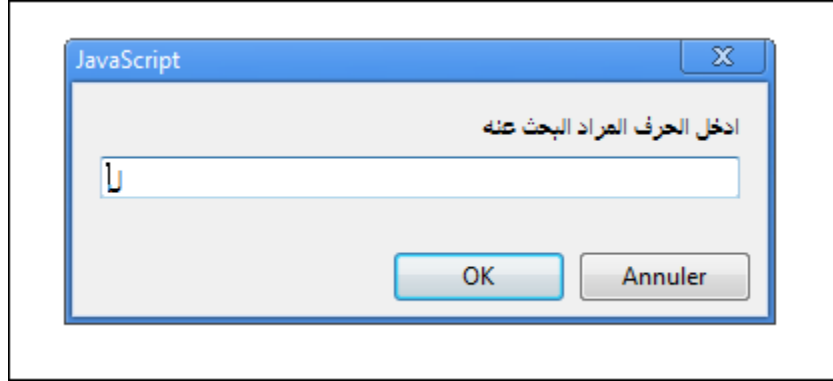 JavaScript
ادخل الحرف المراد البحث عنه
OK
Annuler